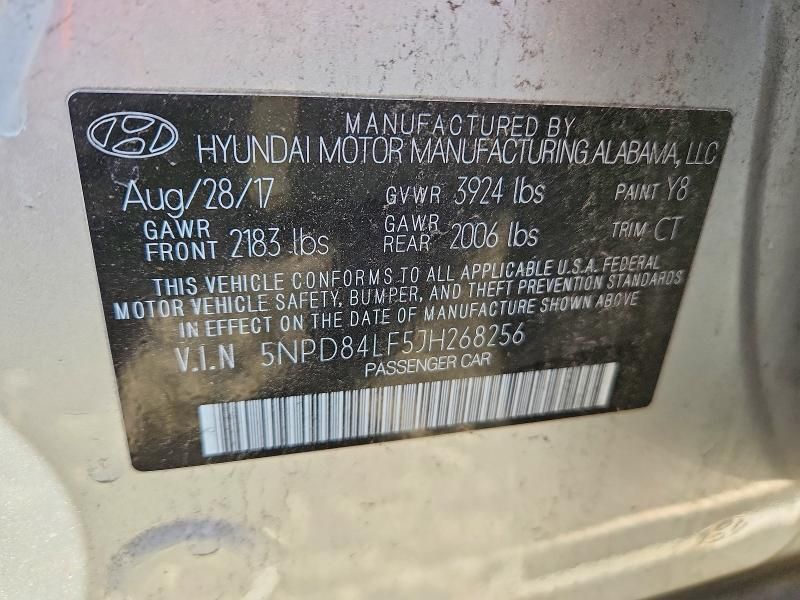 MANUFACTURED BY
HYUNDAI MOTOR MANUFACTURING ALABAMA, LLC
Aug/28/17 GVWR 3924 lbs PAINT Y8
GAWR FRONT 2183 lbs GAWR REAR 2006 lbs TRIM CT
THIS VEHICLE CONFORMS TO ALL APPLICABLE U.S.A. FEDERAL
MOTOR VEHICLE SAFETY, BUMPER, AND THEFT PREVENTION STANDARDS
IN EFFECT ON THE DATE OF MANUFACTURE SHOWN ABOVE
V.I.N 5NPD84LF5JH268256
PASSENGER CAR